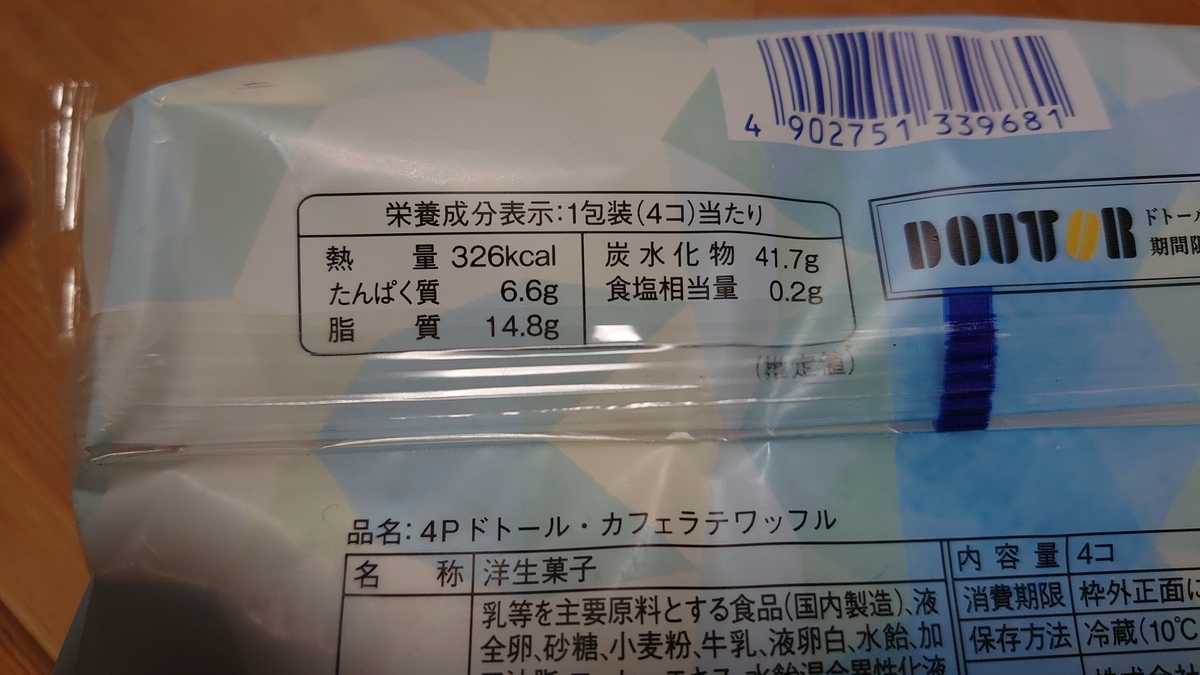 4 902751 339681
栄養成分表示:1包装(4コ)当たり
熱 量 326kcal
たんぱく質 6.6g
脂 質 14.8g
炭水化物 41.7g
食塩相当量 0.2g
(推定値)
DOUTOR
ドトー
期間限
品名: 4Pドトール・カフェラテワッフル
名 称 洋生菓子
乳等を主要原料とする食品(国内製造)、液
全卵、砂糖、小麦粉、牛乳、液卵白、水飴、加
内容量 4コ
消費期限 枠外正面に
保存方法 冷蔵(10℃